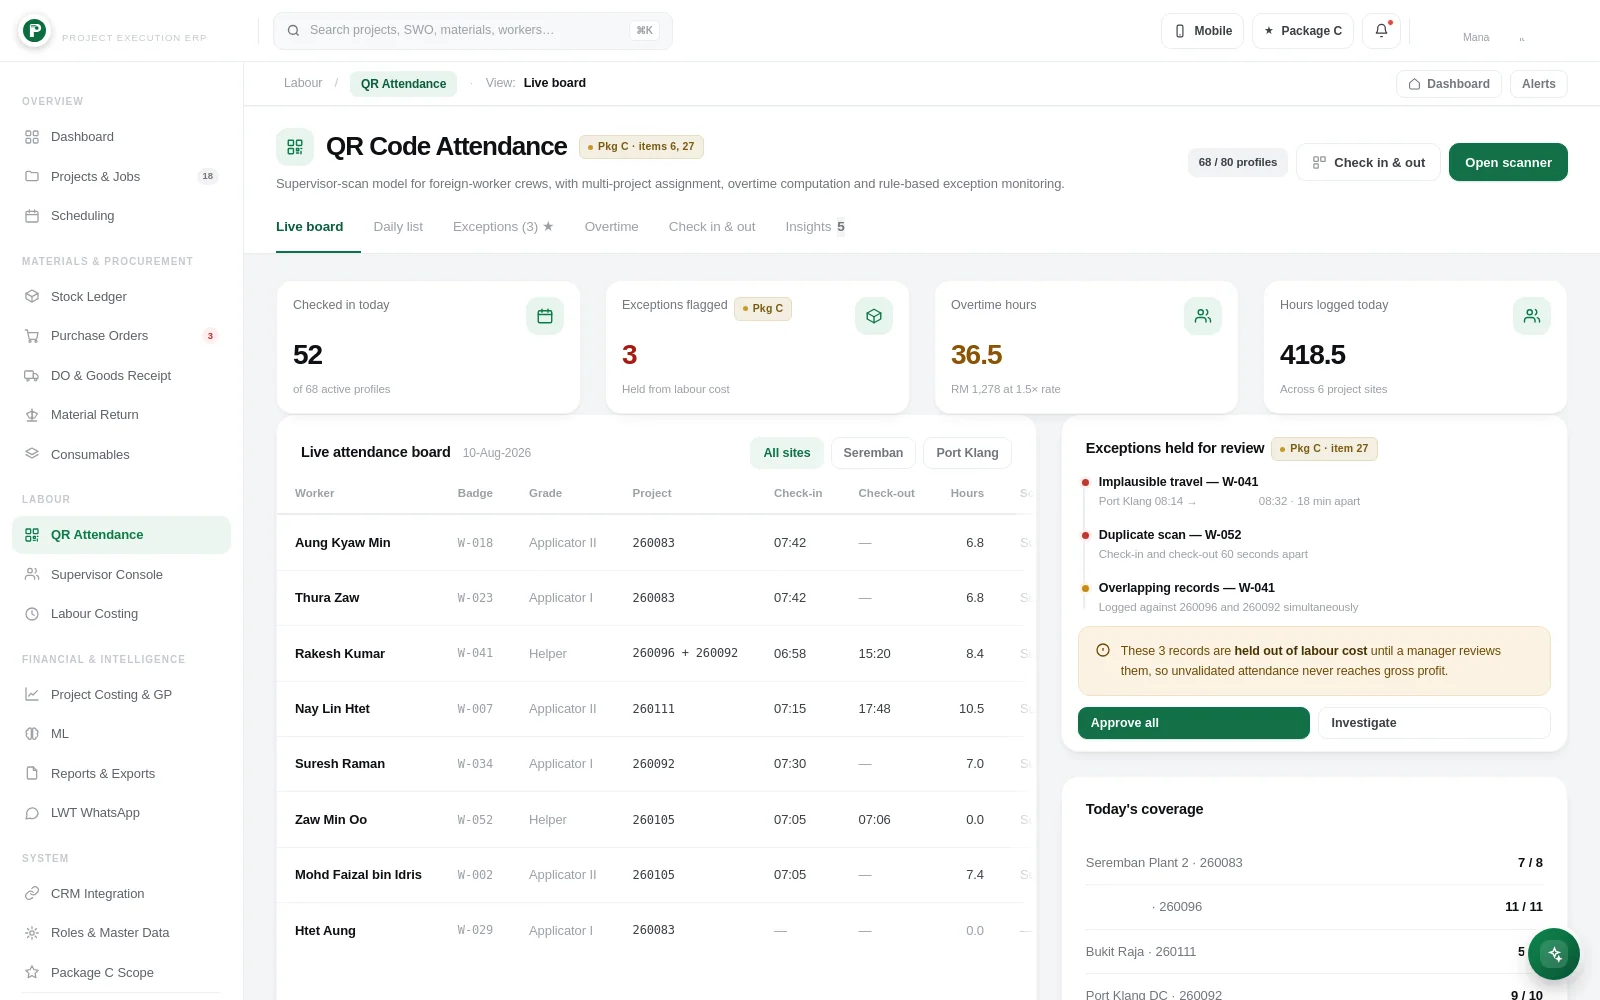 PROJECT EXECUTION ERP
Search projects, SWO, materials, workers…
⌘K
Mobile
★ Package C
Labour / QR Attendance · View: Live board
Dashboard
Alerts
OVERVIEW
Dashboard
Projects & Jobs 18
Scheduling
MATERIALS & PROCUREMENT
Stock Ledger
Purchase Orders 3
DO & Goods Receipt
Material Return
Consumables
LABOUR
QR Attendance
Supervisor Console
Labour Costing
FINANCIAL & INTELLIGENCE
Project Costing & GP
ML
Reports & Exports
LWT WhatsApp
SYSTEM
CRM Integration
Roles & Master Data
Package C Scope
QR Code Attendance
Pkg C · items 6, 27
Supervisor-scan model for foreign-worker crews, with multi-project assignment, overtime computation and rule-based exception monitoring.
68 / 80 profiles
Check in & out
Open scanner
Live board
Daily list
Exceptions (3) ★
Overtime
Check in & out
Insights 5
Checked in today
52
of 68 active profiles
Exceptions flagged Pkg C
3
Held from labour cost
Overtime hours
36.5
RM 1,278 at 1.5× rate
Hours logged today
418.5
Across 6 project sites
Live attendance board 10-Aug-2026
All sites
Seremban
Port Klang
Worker Badge Grade Project Check-in Check-out Hours
Aung Kyaw Min W-018 Applicator II 260083 07:42 — 6.8
Thura Zaw W-023 Applicator I 260083 07:42 — 6.8
Rakesh Kumar W-041 Helper 260096 + 260092 06:58 15:20 8.4
Nay Lin Htet W-007 Applicator II 260111 07:15 17:48 10.5
Suresh Raman W-034 Applicator I 260092 07:30 — 7.0
Zaw Min Oo W-052 Helper 260105 07:05 07:06 0.0
Mohd Faizal bin Idris W-002 Applicator II 260105 07:05 — 7.4
Htet Aung W-029 Applicator I 260083 — — 0.0 —
Exceptions held for review Pkg C · item 27
Implausible travel — W-041
Port Klang 08:14 → 08:32 · 18 min apart
Duplicate scan — W-052
Check-in and check-out 60 seconds apart
Overlapping records — W-041
Logged against 260096 and 260092 simultaneously
These 3 records are held out of labour cost until a manager reviews
them, so unvalidated attendance never reaches gross profit.
Approve all
Investigate
Today's coverage
Seremban Plant 2 · 260083 7 / 8
· 260096 11 / 11
Bukit Raja · 260111 5
Port Klang DC · 260092 9 / 10